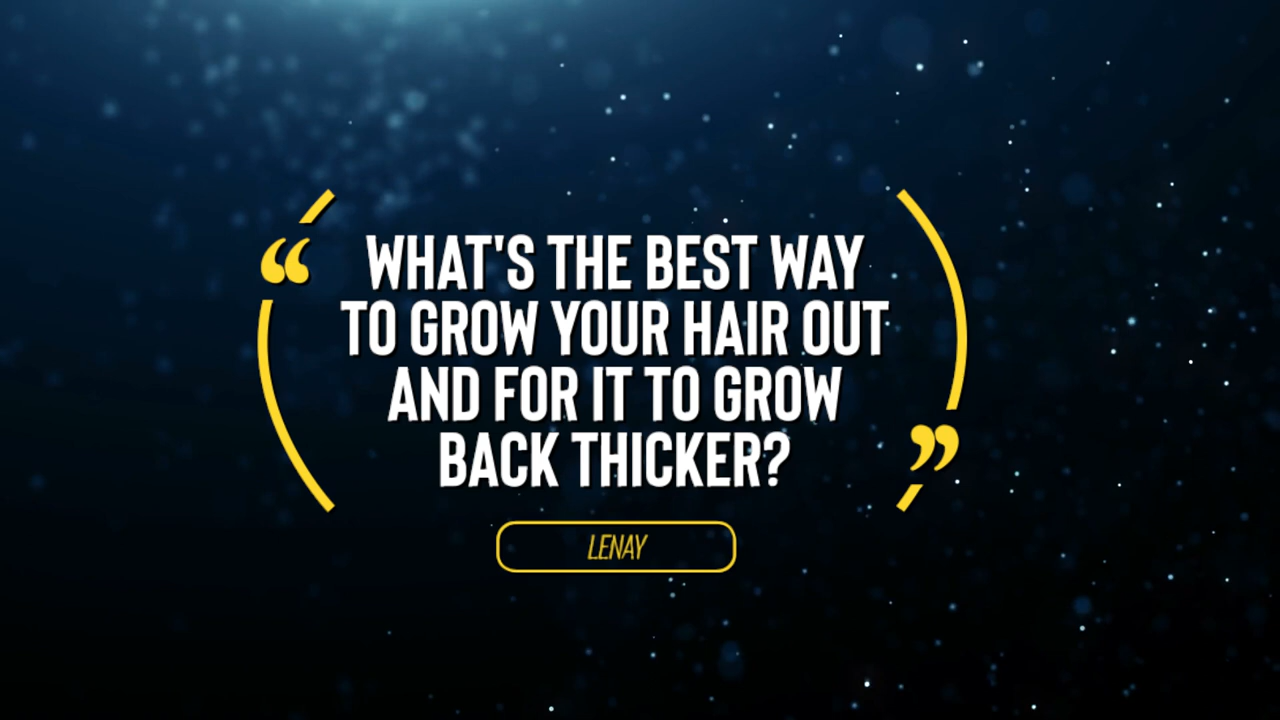 “ WHAT'S THE BEST WAY
TO GROW YOUR HAIR OUT
AND FOR IT TO GROW
BACK THICKER? ”
LENAY